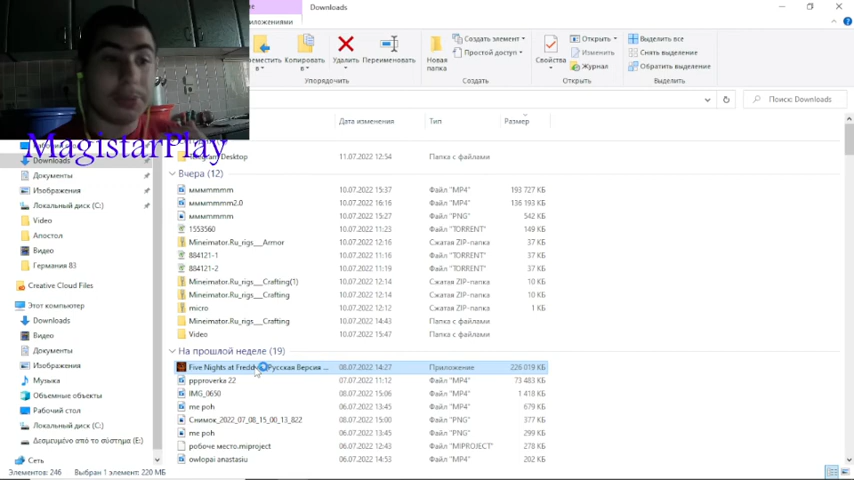 Downloads
Создать элемент
Открыть
Выделить все
Простой доступ
Изменить
Снять выделение
Копировать в
Удалить
Переименовать
Новая папка
Свойства
Журнал
Обратить выделение
Упорядочить
Создать
Открыть
Выделить
Поиск: Downloads
MagistarPlay
Дата изменения Тип Размер
Desktop 11.07.2022 12:54 Папка с файлами
Вчера (12)
мммmmmm 10.07.2022 15:37 Файл "MP4" 193 727 КБ
10.07.2022 16:16 Файл "MP4" 136 193 КБ
10.07.2022 15:27 Файл "PNG" 542 КБ
1553560 10.07.2022 11:23 Файл "TORRENT" 149 КБ
Mineimator.Ru_rigs__Armor 10.07.2022 12:16 Сжатая ZIP-папка 37 КБ
884121-1 10.07.2022 11:16 Файл "TORRENT" 37 КБ
884121-2 10.07.2022 11:19 Файл "TORRENT" 37 КБ
Mineimator.Ru_rigs__Crafting(1) 10.07.2022 12:14 Сжатая ZIP-папка 10 КБ
Mineimator.Ru_rigs__Crafting 10.07.2022 12:14 Сжатая ZIP-папка 10 КБ
micro 10.07.2022 12:12 Сжатая ZIP-папка 1 КБ
Mineimator.Ru_rigs__Crafting 10.07.2022 14:43 Папка с файлами
Video 10.07.2022 15:47 Папка с файлами
На прошлой неделе (19)
Five Nights at Русская Версия ... 08.07.2022 14:27 Приложение 226 019 КБ
ppproverka 22 07.07.2022 11:12 Файл "MP4" 73 483 КБ
IMG_0650 08.07.2022 15:06 Файл "MP4" 1 418 КБ
me poh 06.07.2022 13:45 Файл "MP4" 679 КБ
Снимок_2022_07_08_15_00_13_822 08.07.2022 15:00 Файл "PNG" 377 КБ
me poh 06.07.2022 13:45 Файл "PNG" 299 КБ
робоче место.miproject 06.07.2022 12:43 Файл "MIPROJECT" 278 КБ
owlopai anastasiu 06.07.2022 14:53 Файл "MP4" 202 КБ
Downloads
Документы
Изображения
Локальный диск (C:)
Video
Апостол
Видео
Германия 83
Creative Cloud Files
Этот компьютер
Downloads
Видео
Документы
Изображения
Музыка
Объемные объекты
Рабочий стол
Локальный диск (C:)
Δεσμευμένο από το σύστημα (E:)
Сеть
Элементов: 246 Выбран 1 элемент: 220 МБ